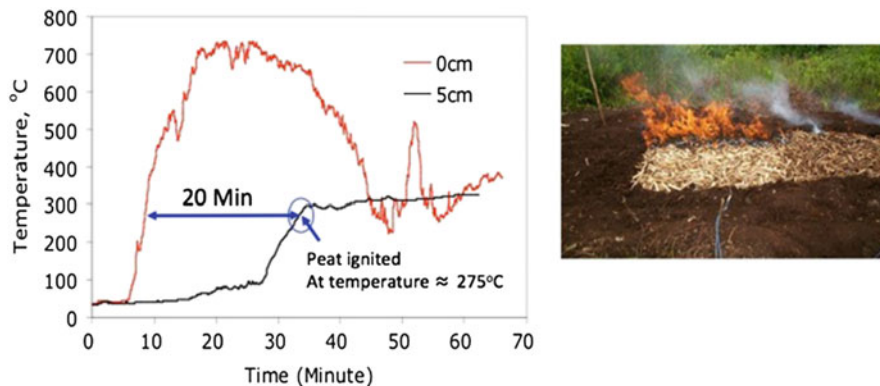 800
700
600
500
400
300
200
100
0
Temperature, °C
0cm
5cm
20 Min
Peat ignited
At temperature ≈ 275°C
0 10 20 30 40 50 60 70
Time (Minute)